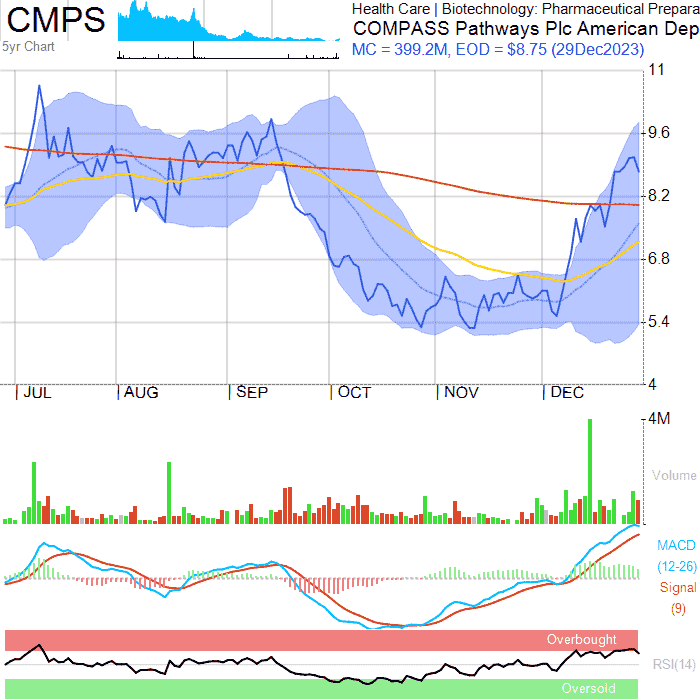 CMPS
5yr Chart
Health Care | Biotechnology: Pharmaceutical Prepara
COMPASS Pathways Plc American Dep
MC = 399.2M, EOD = $8.75 (29Dec2023)
11
9.6
8.2
6.8
5.4
4
| JUL | AUG | SEP | OCT | NOV | DEC
4M
Volume
MACD
(12-26)
Signal
(9)
Overbought
RSI(14)
Oversold